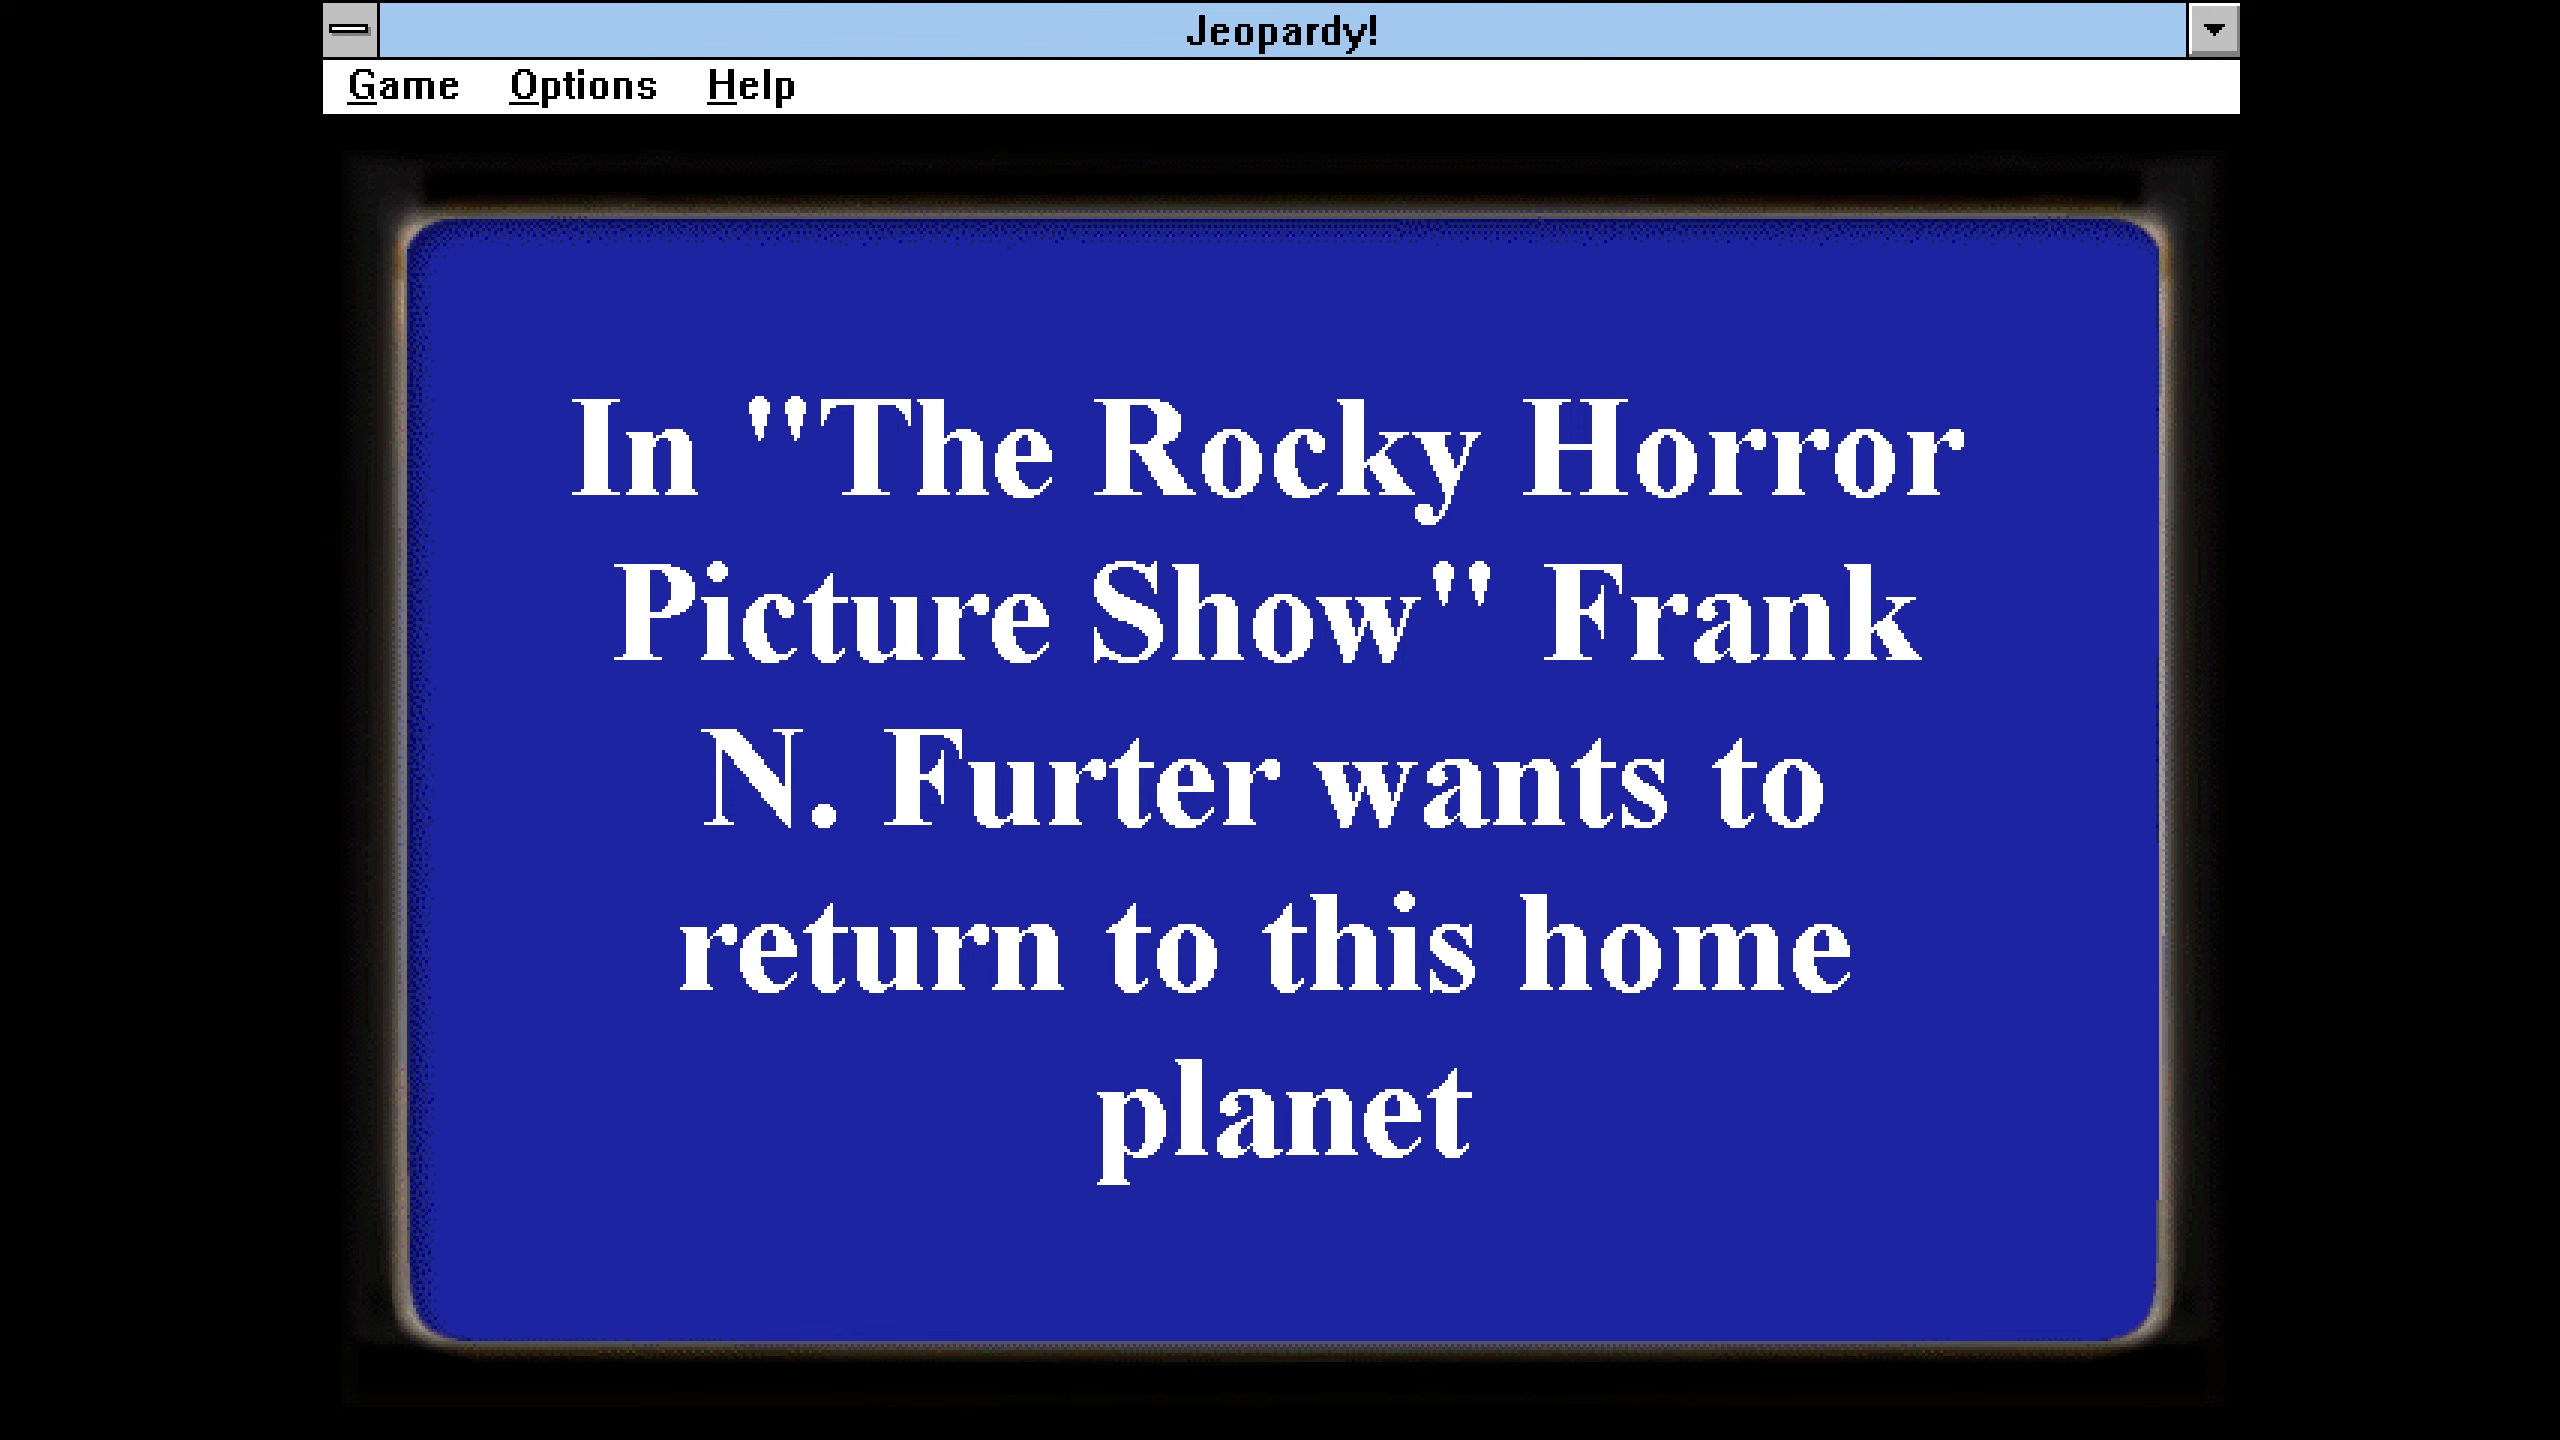 Jeopardy!
Game Options Help
In "The Rocky Horror
Picture Show" Frank
N. Furter wants to
return to this home
planet